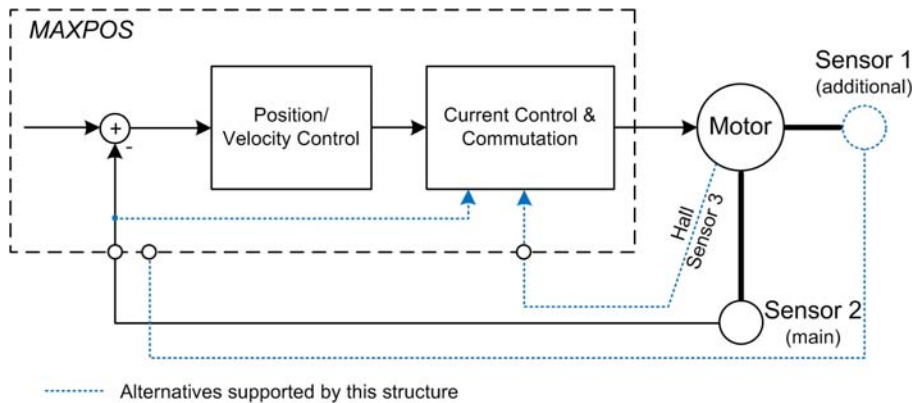 MAXPOS
Position/
Velocity Control
Current Control &
Commutation
Motor
Sensor 1
(additional)
+
-
Hall
Sensor 3
Sensor 2
(main)
Alternatives supported by this structure